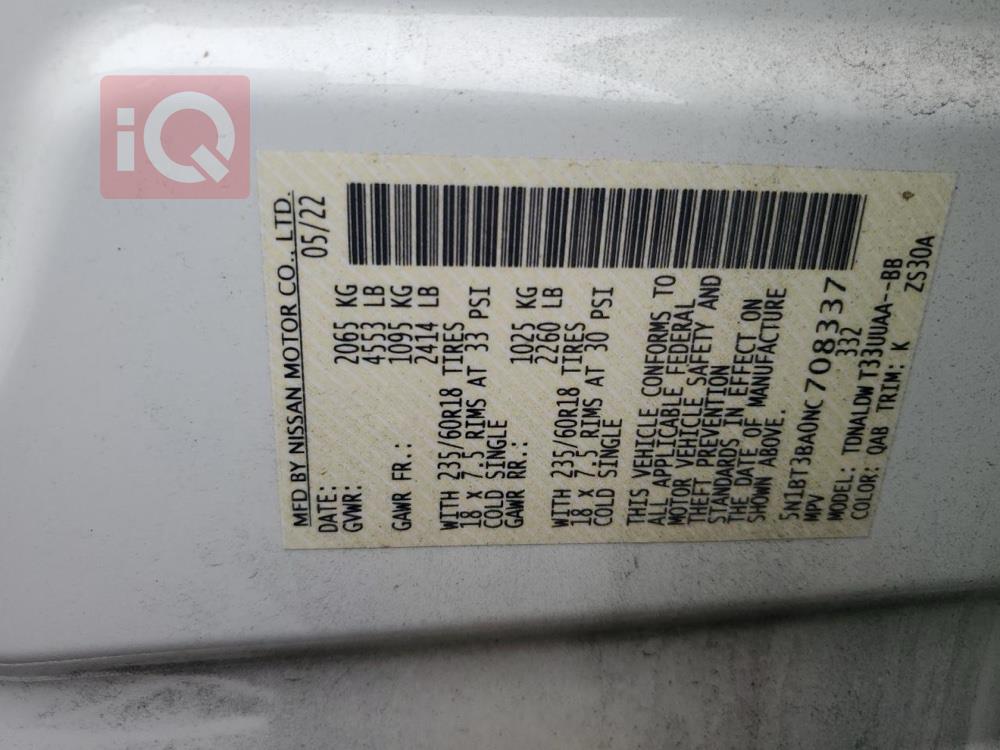 iQ
MFD BY NISSAN MOTOR CO., LTD.
DATE: 05/22
GVWR: 2065 KG
4553 LB
GAWR FR.: 1095 KG
2414 LB
WITH 235/60R18 TIRES
18 X 7.5 RIMS AT 33 PSI
COLD SINGLE
GAWR RR.: 1025 KG
2260 LB
WITH 235/60R18 TIRES
18 X 7.5 RIMS AT 30 PSI
COLD SINGLE
THIS VEHICLE CONFORMS TO
ALL APPLICABLE FEDERAL
MOTOR VEHICLE SAFETY AND
THEFT PREVENTION
STANDARDS IN EFFECT ON
THE DATE OF MANUFACTURE
SHOWN ABOVE.
5N1BT3BA0NC708337
MPV 332
MODEL: TDNALDW T33UUAA--BB
COLOR: QAB TRIM: K ZS30A